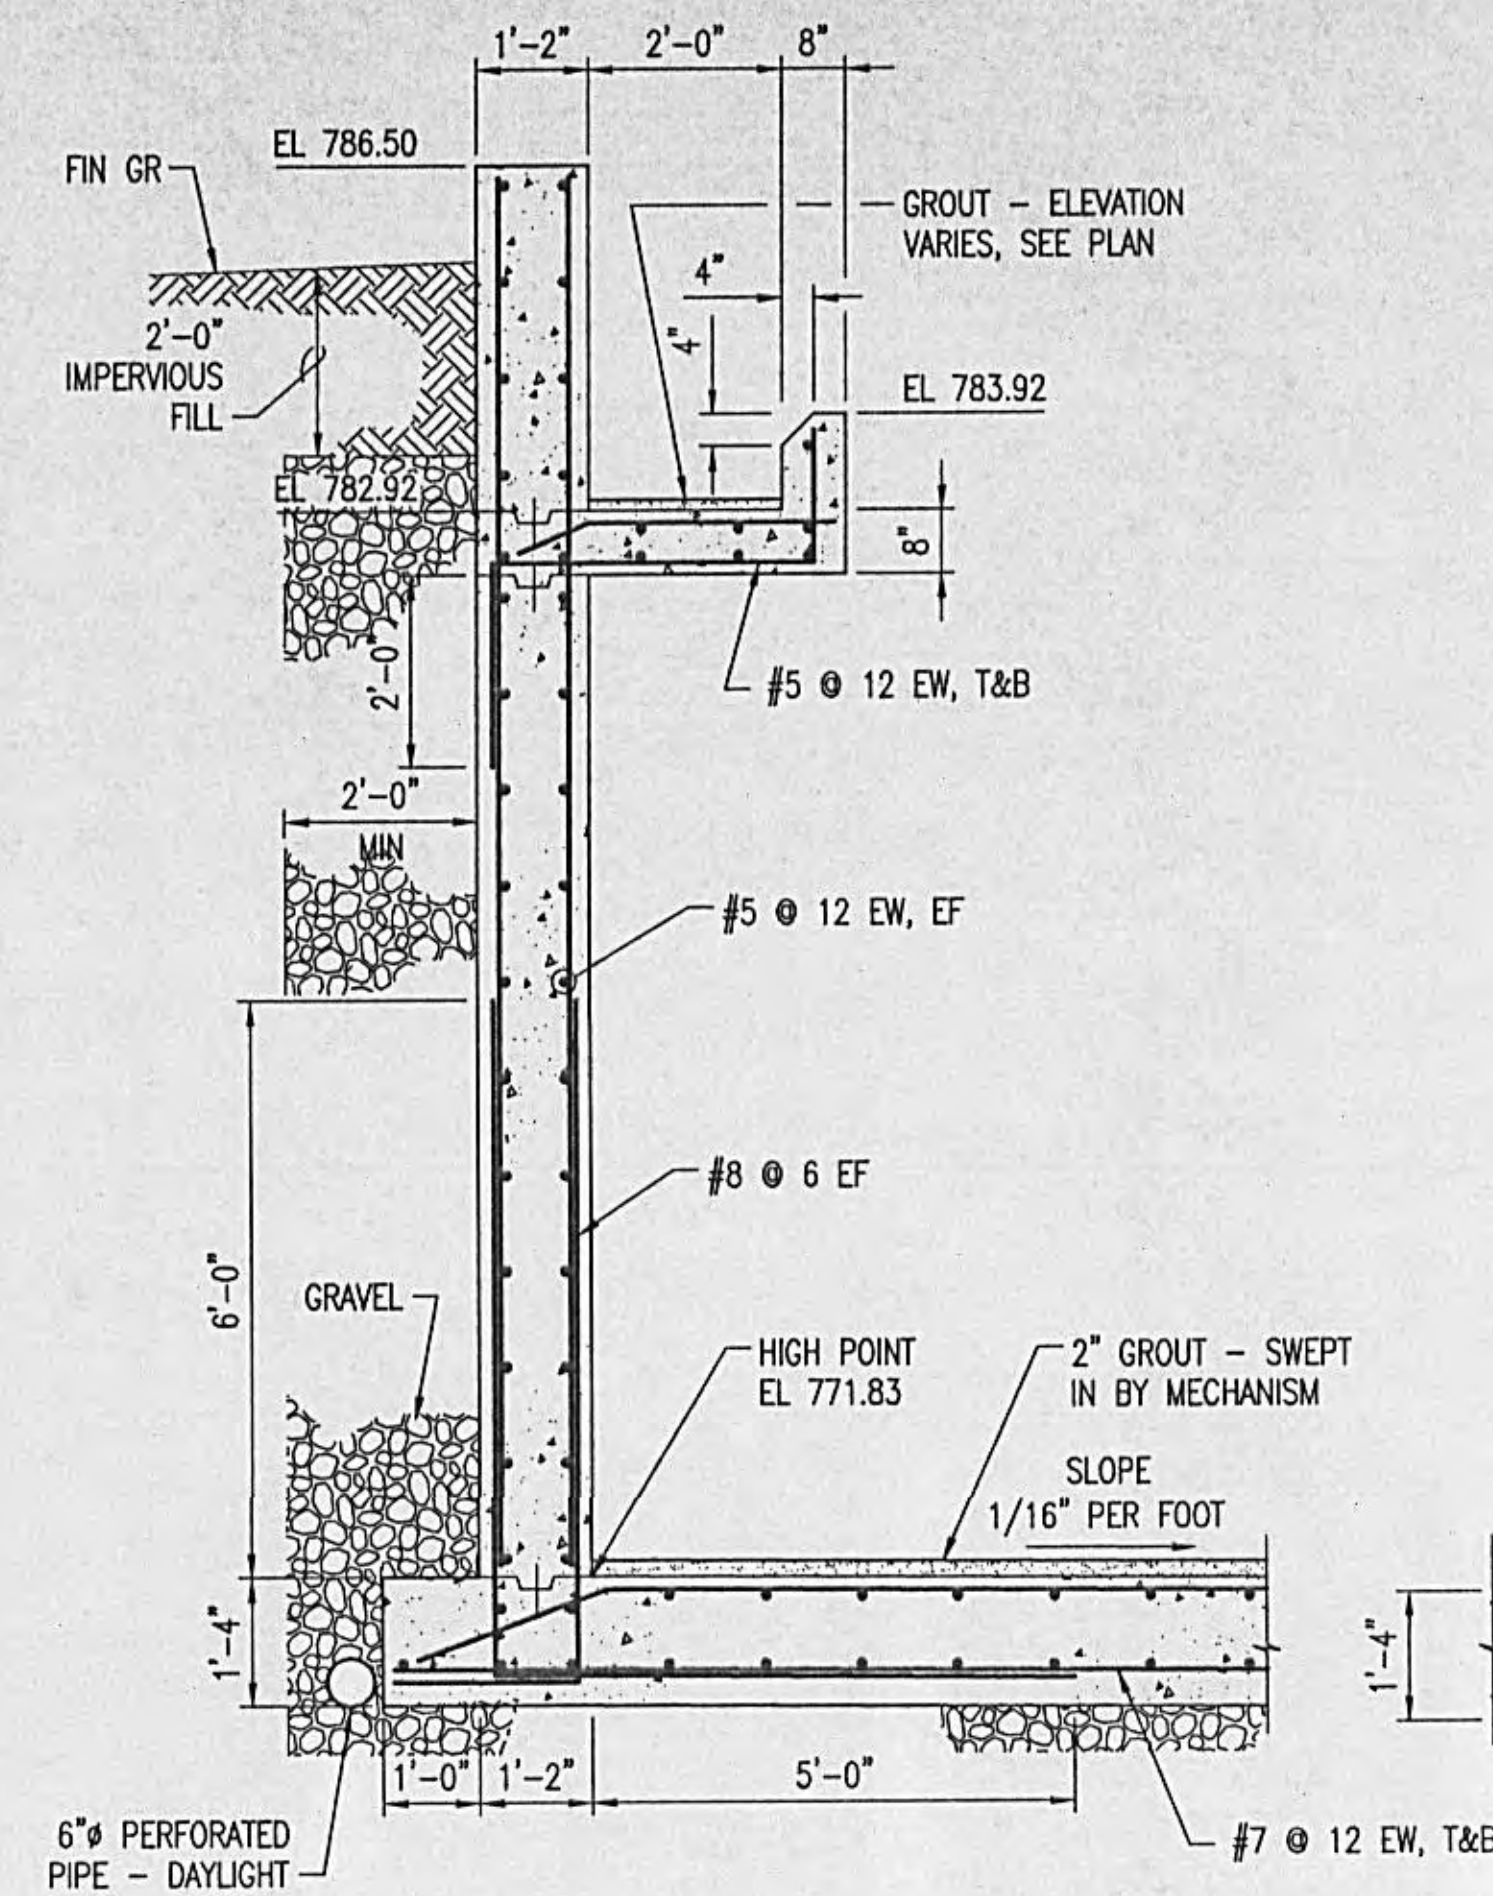 1'-2" 2'-0" 8"
EL 786.50
FIN GR
GROUT - ELEVATION
VARIES, SEE PLAN
4"
2'-0"
IMPERVIOUS
FILL
4"
EL 783.92
EL 782.92
8"
2'-0"
#5 @ 12 EW, T&B
2'-0"
MIN
#5 @ 12 EW, EF
#8 @ 6 EF
6'-0"
GRAVEL
HIGH POINT
EL 771.83
2" GROUT - SWEPT
IN BY MECHANISM
SLOPE
1/16" PER FOOT
1'-4"
1'-4"
1'-0" 1'-2" 5'-0"
6"ø PERFORATED
PIPE - DAYLIGHT
#7 @ 12 EW, T&B